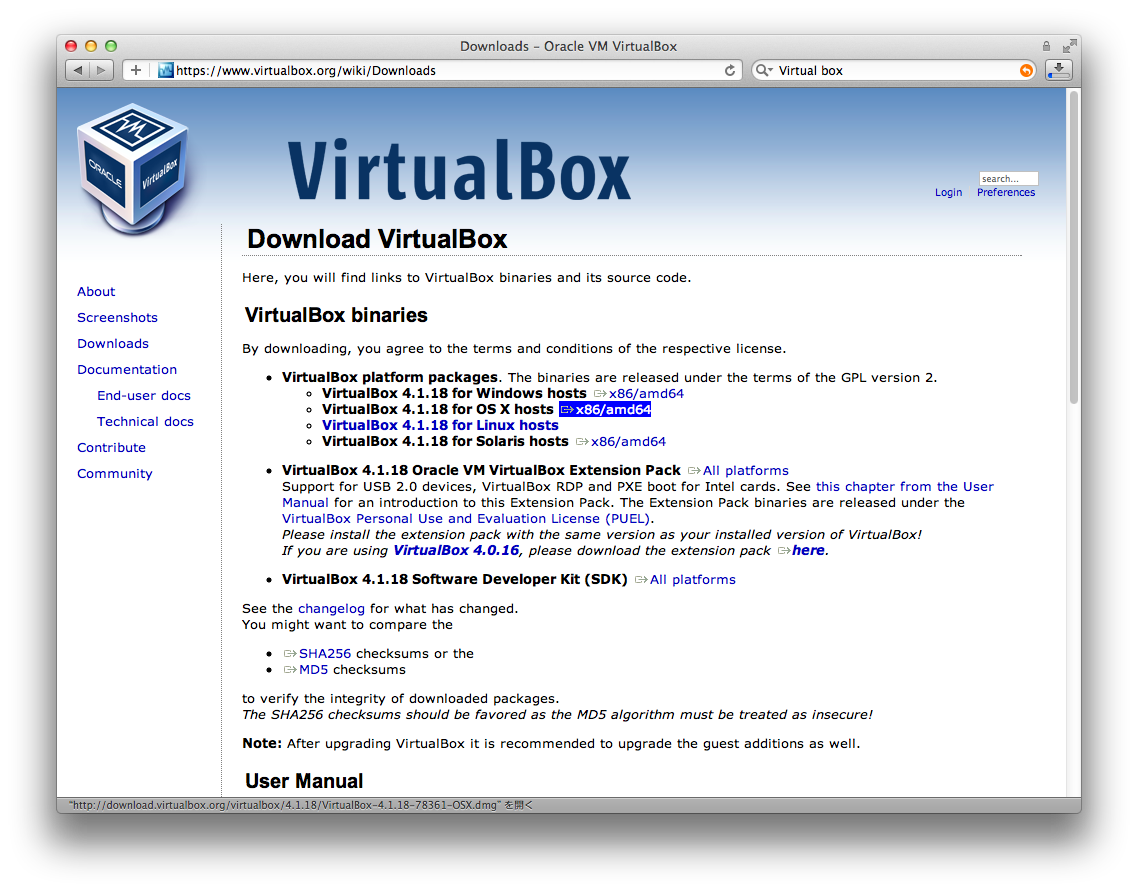 Downloads – Oracle VM VirtualBox
https://www.virtualbox.org/wiki/Downloads
Virtual box
ORACLE
VirtualBox
VirtualBox
search...
Login Preferences
Download VirtualBox
Here, you will find links to VirtualBox binaries and its source code.
About
Screenshots
Downloads
Documentation
End-user docs
Technical docs
Contribute
Community
VirtualBox binaries
By downloading, you agree to the terms and conditions of the respective license.
• VirtualBox platform packages. The binaries are released under the terms of the GPL version 2.
VirtualBox 4.1.18 for Windows hosts x86/amd64
VirtualBox 4.1.18 for OS X hosts x86/amd64
VirtualBox 4.1.18 for Linux hosts
VirtualBox 4.1.18 for Solaris hosts x86/amd64
• VirtualBox 4.1.18 Oracle VM VirtualBox Extension Pack All platforms
Support for USB 2.0 devices, VirtualBox RDP and PXE boot for Intel cards. See this chapter from the User
Manual for an introduction to this Extension Pack. The Extension Pack binaries are released under the
VirtualBox Personal Use and Evaluation License (PUEL).
Please install the extension pack with the same version as your installed version of VirtualBox!
If you are using VirtualBox 4.0.16, please download the extension pack here.
• VirtualBox 4.1.18 Software Developer Kit (SDK) All platforms
See the changelog for what has changed.
You might want to compare the
• SHA256 checksums or the
• MD5 checksums
to verify the integrity of downloaded packages.
The SHA256 checksums should be favored as the MD5 algorithm must be treated as insecure!
Note: After upgrading VirtualBox it is recommended to upgrade the guest additions as well.
User Manual
"http://download.virtualbox.org/virtualbox/4.1.18/VirtualBox-4.1.18-78361-OSX.dmg" を開く